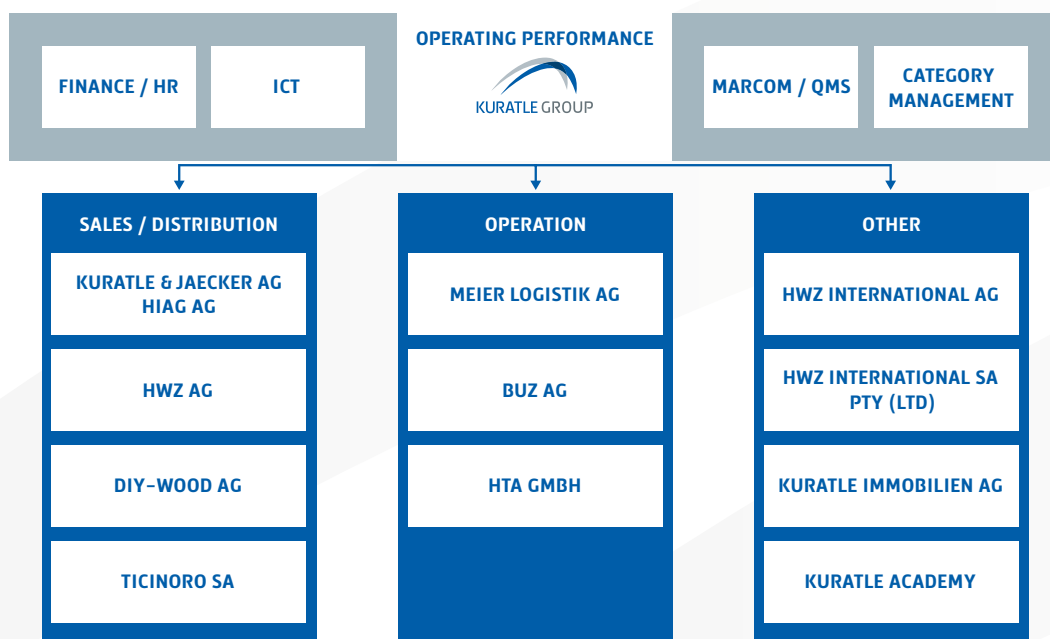 OPERATING PERFORMANCE
KURATLE GROUP
FINANCE / HR
ICT
MARCOM / QMS
CATEGORY
MANAGEMENT
SALES / DISTRIBUTION
KURATLE & JAECKER AG
HIAG AG
HWZ AG
DIY-WOOD AG
TICINORO SA
OPERATION
MEIER LOGISTIK AG
BUZ AG
HTA GMBH
OTHER
HWZ INTERNATIONAL AG
HWZ INTERNATIONAL SA
PTY (LTD)
KURATLE IMMOBILIEN AG
KURATLE ACADEMY